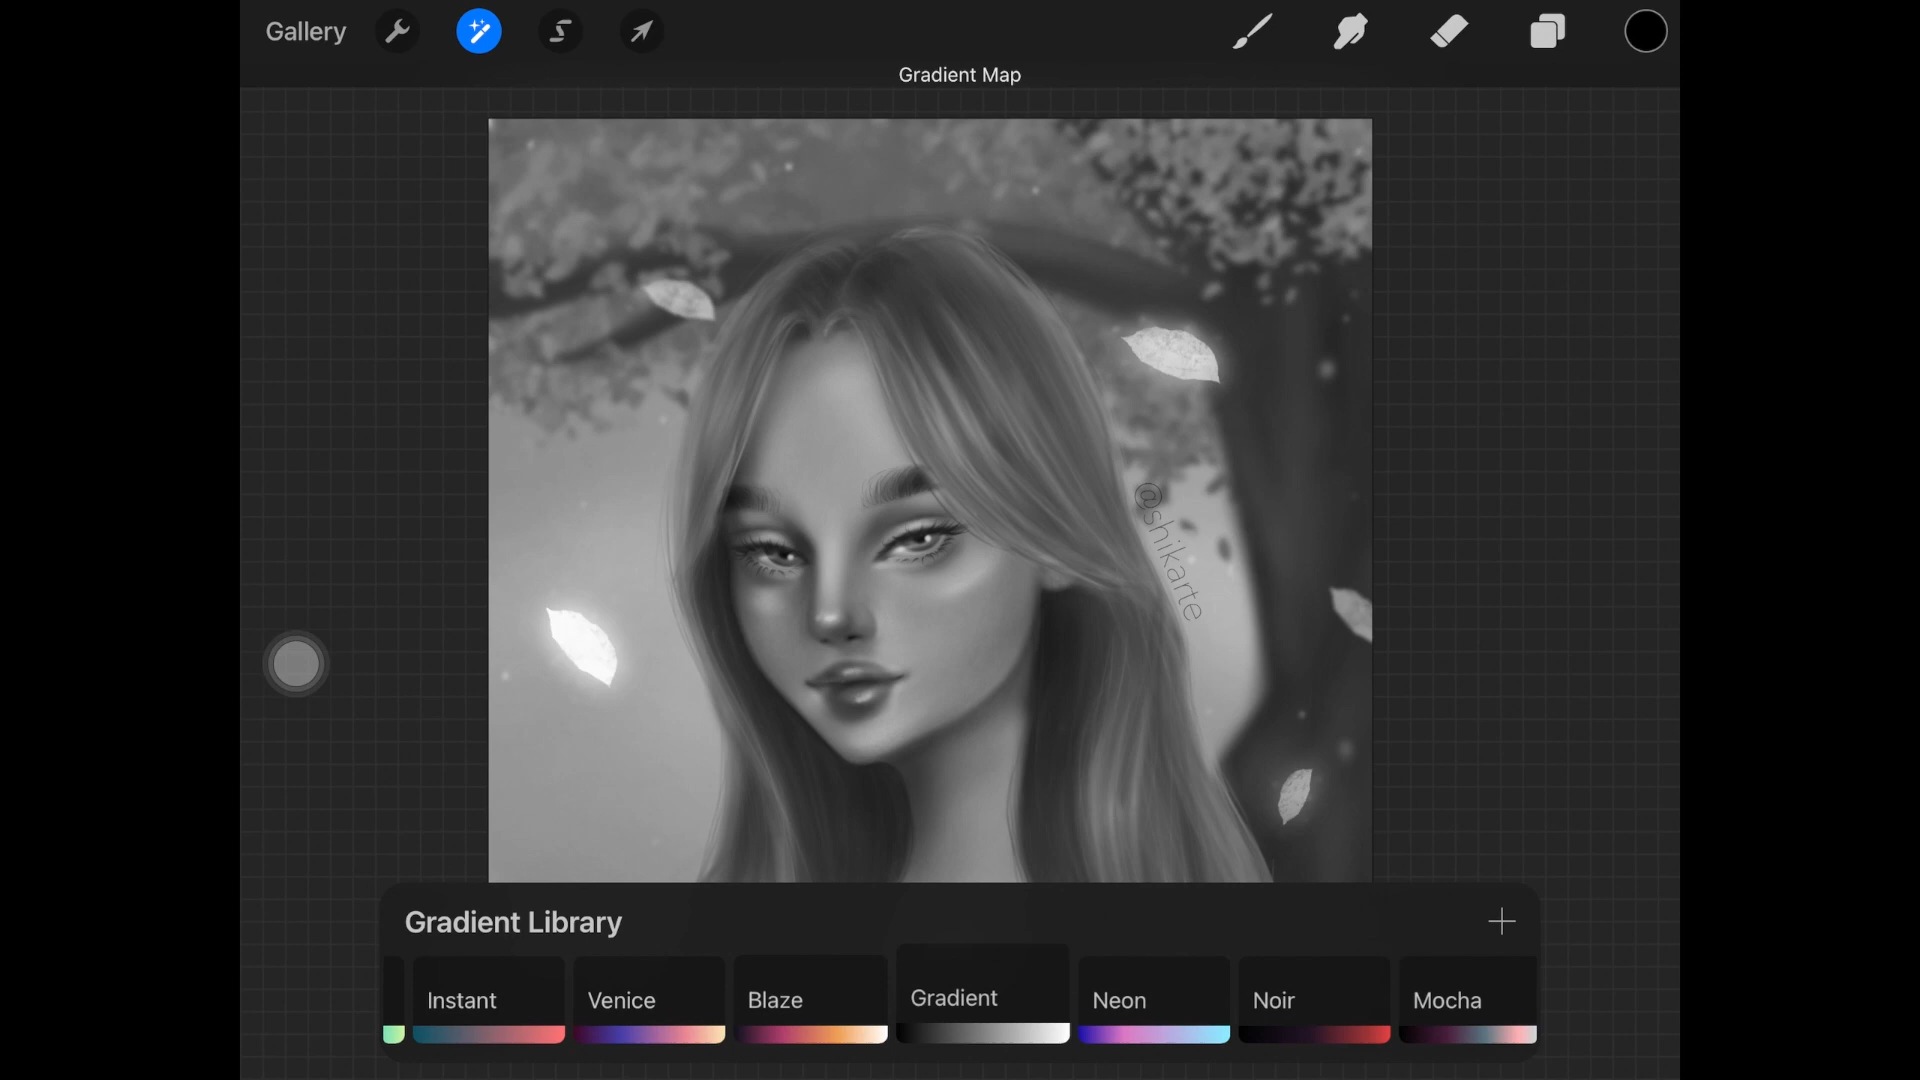 Gallery
Gradient Map
@shikarte
Gradient Library
Instant
Venice
Blaze
Gradient
Neon
Noir
Mocha